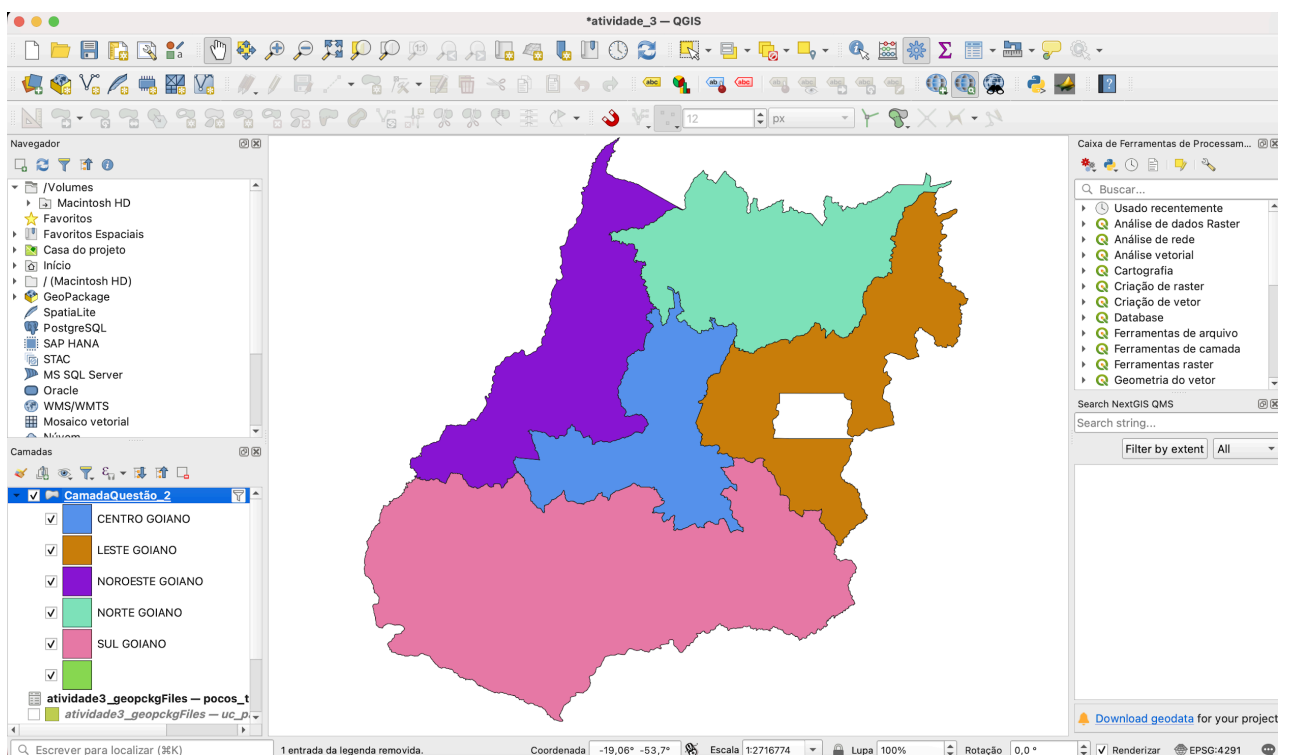 *atividade_3 — QGIS
12
px
Navegador
/Volumes
Macintosh HD
Favoritos
Favoritos Espaciais
Casa do projeto
Início
/ (Macintosh HD)
GeoPackage
SpatiaLite
PostgreSQL
SAP HANA
STAC
MS SQL Server
Oracle
WMS/WMTS
Mosaico vetorial
Camadas
CamadaQuestão_2
CENTRO GOIANO
LESTE GOIANO
NOROESTE GOIANO
NORTE GOIANO
SUL GOIANO
atividade3_geopckgFiles — pocos_t
atividade3_geopckgFiles — uc_p
Caixa de Ferramentas de Processam...
Buscar...
Usado recentemente
Análise de dados Raster
Análise de rede
Análise vetorial
Cartografia
Criação de raster
Criação de vetor
Database
Ferramentas de arquivo
Ferramentas de camada
Ferramentas raster
Geometria do vetor
Search NextGIS QMS
Search string...
Filter by extent All
Download geodata for your project
Escrever para localizar (⌘K) 1 entrada da legenda removida. Coordenada -19,06° -53,7° Escala 1:2716774 Lupa 100% Rotação 0,0 ° Renderizar EPSG:4291